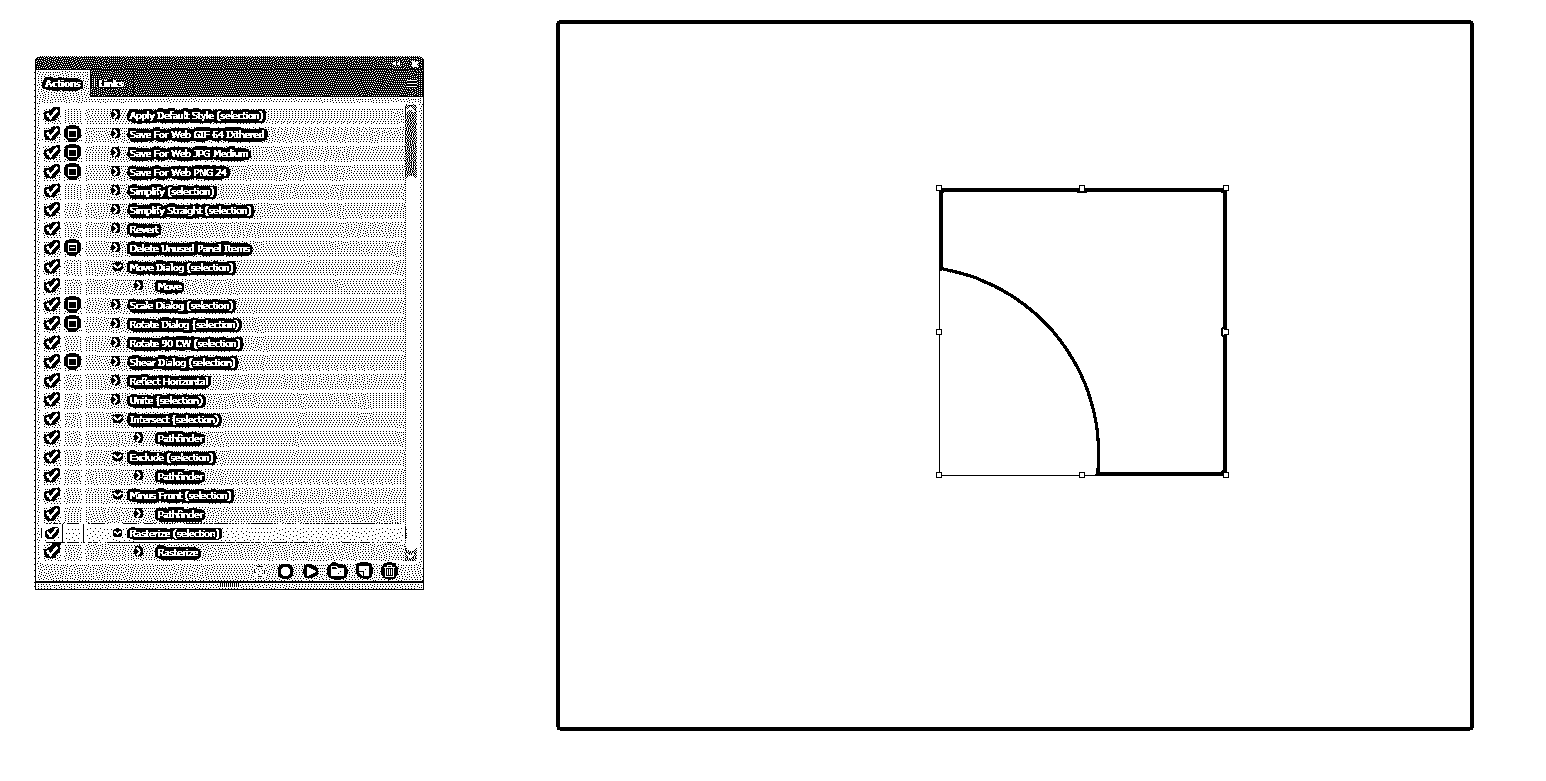 Actions Links
Apply Default Style (selection)
Save For Web GIF 64 Dithered
Save For Web JPG Medium
Save For Web PNG 24
Simplify (selection)
Simplify Straight (selection)
Revert
Delete Unused Panel Items
Move Dialog (selection)
Move
Scale Dialog (selection)
Rotate Dialog (selection)
Rotate 90 CW (selection)
Shear Dialog (selection)
Reflect Horizontal
Unite (selection)
Intersect (selection)
Pathfinder
Exclude (selection)
Pathfinder
Minus Front (selection)
Pathfinder
Rasterize (selection)
Rasterize